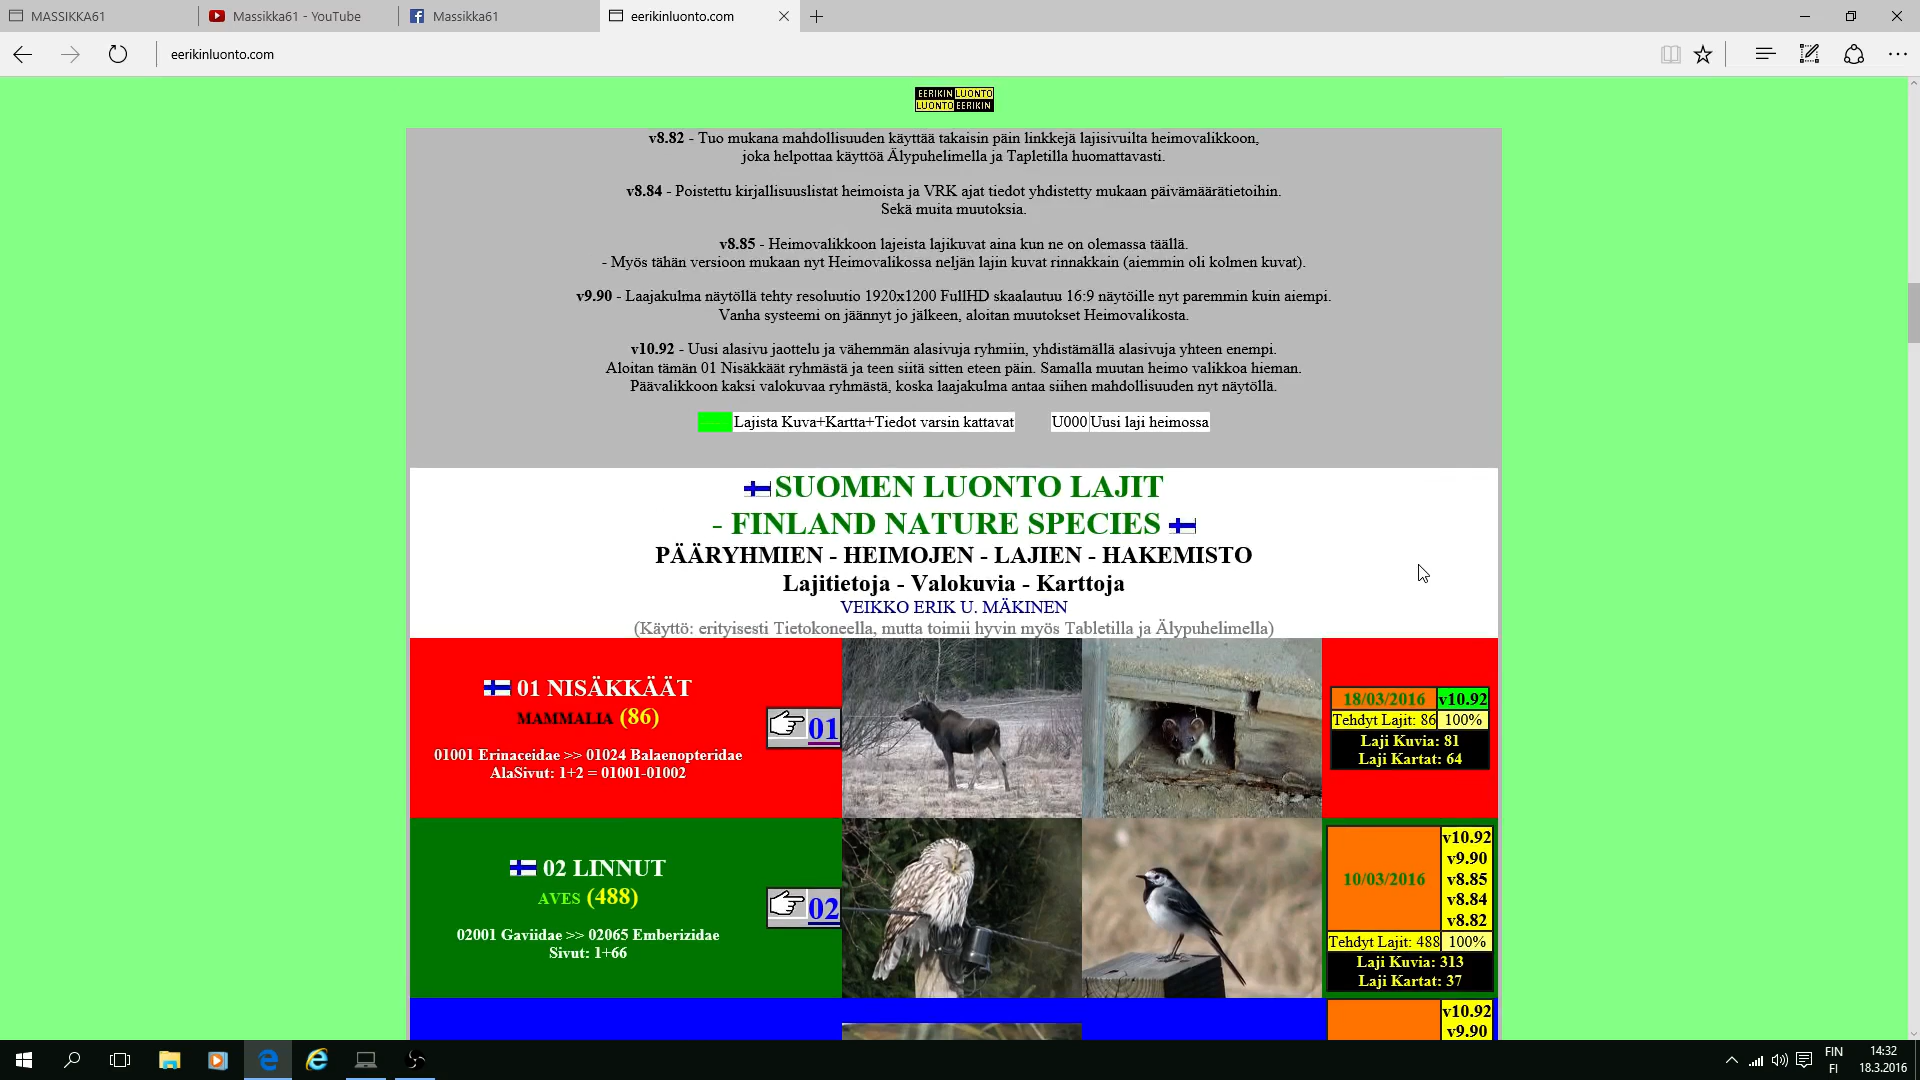 MASSIKKA61
Massikka61 - YouTube
Massikka61
eerikinluonto.com
eerikinluonto.com
EERIKIN LUONTO
LUONTO EERIKIN
v8.82 - Tuo mukana mahdollisuuden käyttää takaisin päin linkkejä lajisivuilta heimovalikkoon,
joka helpottaa käyttöä Älypuhelimella ja Tapletilla huomattavasti.
v8.84 - Poistettu kirjallisuuslistat heimoista ja VRK ajat tiedot yhdistetty mukaan päivämäärätietoihin.
Sekä muita muutoksia.
v8.85 - Heimovalikkoon lajeista lajikuvat aina kun ne on olemassa täällä.
- Myös tähän versioon mukaan nyt Heimovalikossa neljän lajin kuvat rinnakkain (aiemmin oli kolmen kuvat).
v9.90 - Laajakulma näytöllä tehty resoluutio 1920x1200 FullHD skaalautuu 16:9 näytöille nyt paremmin kuin aiempi.
Vanha systeemi on jäännyt jo jälkeen, aloitan muutokset Heimovalikosta.
v10.92 - Uusi alasivu jaottelu ja vähemmän alasivuja ryhmiin, yhdistämällä alasivuja yhteen enempi.
Aloitan tämän 01 Nisäkkäät ryhmästä ja teen siitä sitten eteen päin. Samalla muutan heimo valikkoa hieman.
Päävalikkoon kaksi valokuvaa ryhmästä, koska laajakulma antaa siihen mahdollisuuden nyt näytöllä.
Lajista Kuva+Kartta+Tiedot varsin kattavat U000 Uusi laji heimossa
SUOMEN LUONTO LAJIT
- FINLAND NATURE SPECIES
PÄÄRYHMIEN - HEIMOJEN - LAJIEN - HAKEMISTO
Lajitietoja - Valokuvia - Karttoja
VEIKKO ERIK U. MÄKINEN
(Käyttö: erityisesti Tietokoneella, mutta toimii hyvin myös Tabletilla ja Älypuhelimella)
01 NISÄKKÄÄT
MAMMALIA (86)
01001 Erinaceidae >> 01024 Balaenopteridae
AlaSivut: 1+2 = 01001-01002
01
18/03/2016 v10.92
Tehdyt Lajit: 86 100%
Laji Kuvia: 81
Laji Kartat: 64
02 LINNUT
AVES (488)
02001 Gaviidae >> 02065 Emberizidae
Sivut: 1+66
02
10/03/2016
v10.92
v9.90
v8.85
v8.84
v8.82
Tehdyt Lajit: 488 100%
Laji Kuvia: 313
Laji Kartat: 37
v10.92
v9.90
FIN
FI
14:32
18.3.2016